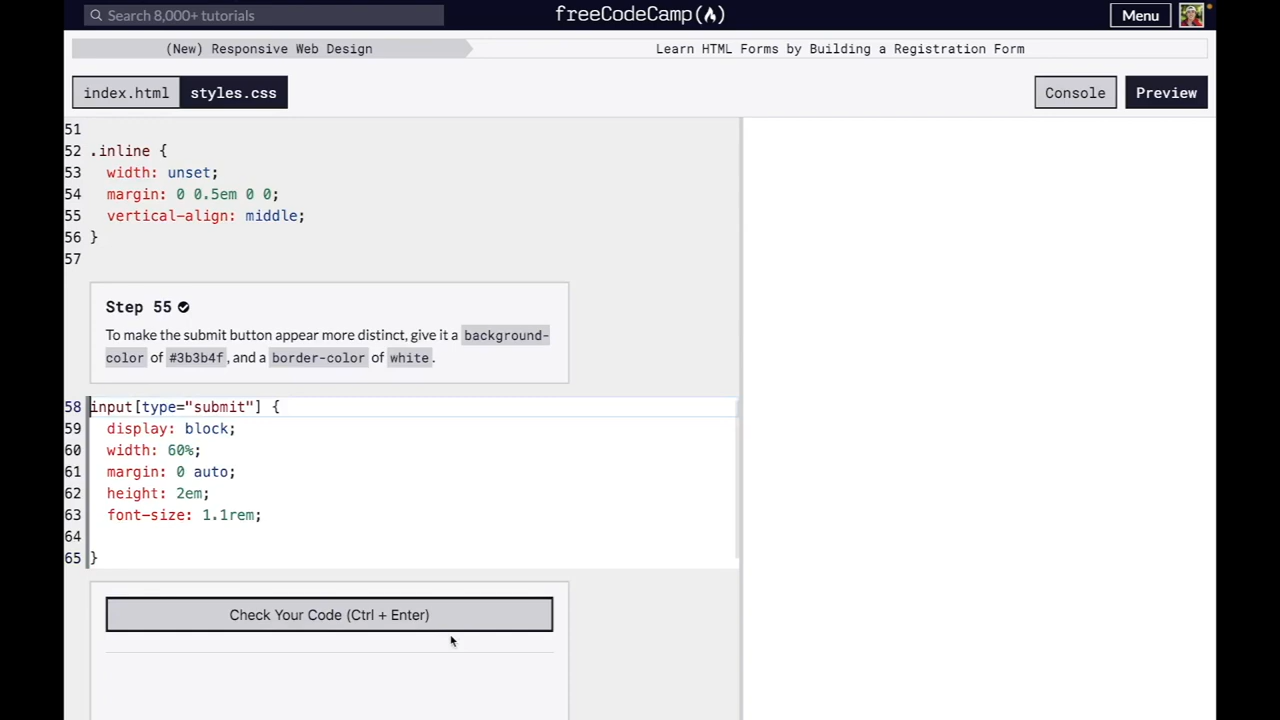 Search 8,000+ tutorials
freeCodeCamp
Menu
(New) Responsive Web Design
Learn HTML Forms by Building a Registration Form
index.html
styles.css
Console
Preview
51
52 .inline {
53 width: unset;
54 margin: 0 0.5em 0 0;
55 vertical-align: middle;
56 }
57
Step 55
To make the submit button appear more distinct, give it a background-
color of #3b3b4f, and a border-color of white.
58 input[type="submit"] {
59 display: block;
60 width: 60%;
61 margin: 0 auto;
62 height: 2em;
63 font-size: 1.1rem;
64
65 }
Check Your Code (Ctrl + Enter)